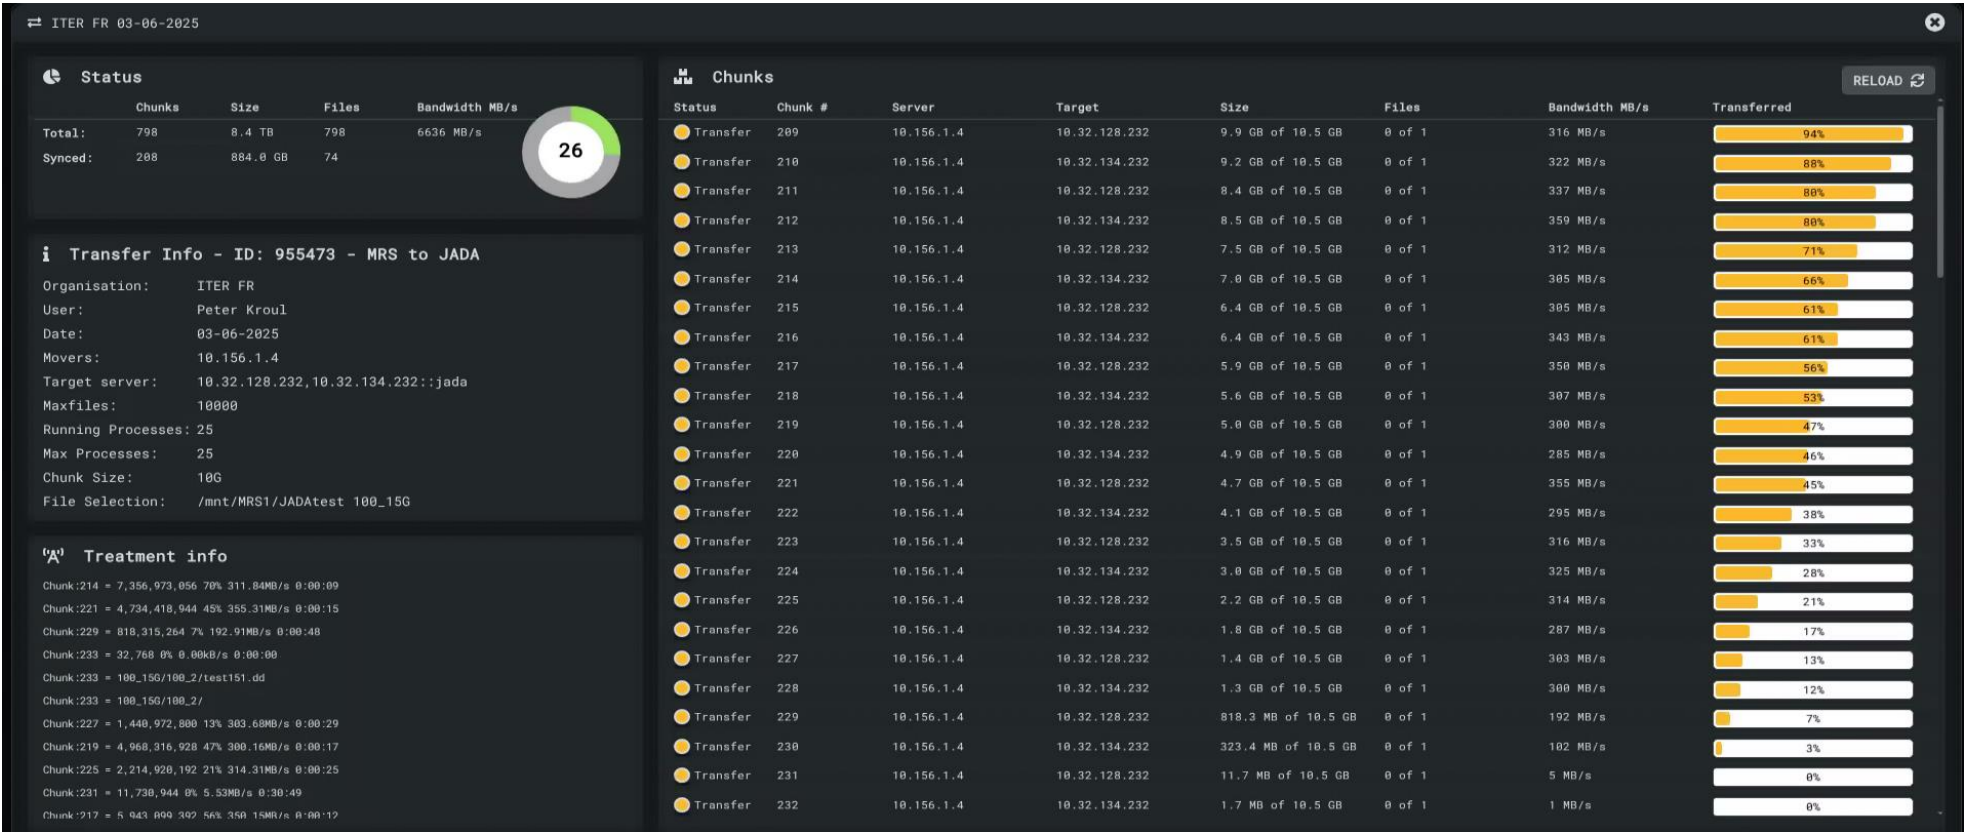 ITER FR 03-06-2025
Status
Chunks Size Files Bandwidth MB/s
Total: 798 8.4 TB 798 6636 MB/s
Synced: 208 884.0 GB 74
26
Transfer Info - ID: 955473 - MRS to JADA
Organisation: ITER FR
User: Peter Kroul
Date: 03-06-2025
Movers: 10.156.1.4
Target server: 10.32.128.232,10.32.134.232::jada
Maxfiles: 10000
Running Processes: 25
Max Processes: 25
Chunk Size: 10G
File Selection: /mnt/MRS1/JADAtest 100_15G
Treatment info
Chunk:214 = 7,356,973,056 70% 311.84MB/s 0:00:09
Chunk:221 = 4,734,418,944 45% 355.31MB/s 0:00:15
Chunk:229 = 818,315,264 7% 192.91MB/s 0:00:48
Chunk:233 = 32,768 0% 0.00kB/s 0:00:00
Chunk:233 = 100_15G/100_2/test151.dd
Chunk:233 = 100_15G/100_2/
Chunk:227 = 1,440,972,800 13% 303.68MB/s 0:00:29
Chunk:219 = 4,968,316,928 47% 300.16MB/s 0:00:17
Chunk:225 = 2,214,920,192 21% 314.31MB/s 0:00:25
Chunk:231 = 11,730,944 0% 5.53MB/s 0:30:49
Chunk:217 = 5,943,099,392 56% 350.15MB/s 0:00:12
Chunks
RELOAD
Status Chunk # Server Target Size Files Bandwidth MB/s Transferred
Transfer 209 10.156.1.4 10.32.128.232 9.9 GB of 10.5 GB 0 of 1 316 MB/s 94%
Transfer 210 10.156.1.4 10.32.134.232 9.2 GB of 10.5 GB 0 of 1 322 MB/s 88%
Transfer 211 10.156.1.4 10.32.128.232 8.4 GB of 10.5 GB 0 of 1 337 MB/s 80%
Transfer 212 10.156.1.4 10.32.134.232 8.5 GB of 10.5 GB 0 of 1 359 MB/s 80%
Transfer 213 10.156.1.4 10.32.128.232 7.5 GB of 10.5 GB 0 of 1 312 MB/s 71%
Transfer 214 10.156.1.4 10.32.134.232 7.0 GB of 10.5 GB 0 of 1 305 MB/s 66%
Transfer 215 10.156.1.4 10.32.128.232 6.4 GB of 10.5 GB 0 of 1 305 MB/s 61%
Transfer 216 10.156.1.4 10.32.134.232 6.4 GB of 10.5 GB 0 of 1 343 MB/s 61%
Transfer 217 10.156.1.4 10.32.128.232 5.9 GB of 10.5 GB 0 of 1 350 MB/s 56%
Transfer 218 10.156.1.4 10.32.134.232 5.6 GB of 10.5 GB 0 of 1 307 MB/s 53%
Transfer 219 10.156.1.4 10.32.128.232 5.0 GB of 10.5 GB 0 of 1 300 MB/s 47%
Transfer 220 10.156.1.4 10.32.134.232 4.9 GB of 10.5 GB 0 of 1 285 MB/s 46%
Transfer 221 10.156.1.4 10.32.128.232 4.7 GB of 10.5 GB 0 of 1 355 MB/s 45%
Transfer 222 10.156.1.4 10.32.134.232 4.1 GB of 10.5 GB 0 of 1 295 MB/s 38%
Transfer 223 10.156.1.4 10.32.128.232 3.5 GB of 10.5 GB 0 of 1 316 MB/s 33%
Transfer 224 10.156.1.4 10.32.134.232 3.0 GB of 10.5 GB 0 of 1 325 MB/s 28%
Transfer 225 10.156.1.4 10.32.128.232 2.2 GB of 10.5 GB 0 of 1 314 MB/s 21%
Transfer 226 10.156.1.4 10.32.134.232 1.8 GB of 10.5 GB 0 of 1 287 MB/s 17%
Transfer 227 10.156.1.4 10.32.128.232 1.4 GB of 10.5 GB 0 of 1 303 MB/s 13%
Transfer 228 10.156.1.4 10.32.134.232 1.3 GB of 10.5 GB 0 of 1 300 MB/s 12%
Transfer 229 10.156.1.4 10.32.128.232 818.3 MB of 10.5 GB 0 of 1 192 MB/s 7%
Transfer 230 10.156.1.4 10.32.134.232 323.4 MB of 10.5 GB 0 of 1 102 MB/s 3%
Transfer 231 10.156.1.4 10.32.128.232 11.7 MB of 10.5 GB 0 of 1 5 MB/s 0%
Transfer 232 10.156.1.4 10.32.134.232 1.7 MB of 10.5 GB 0 of 1 1 MB/s 0%